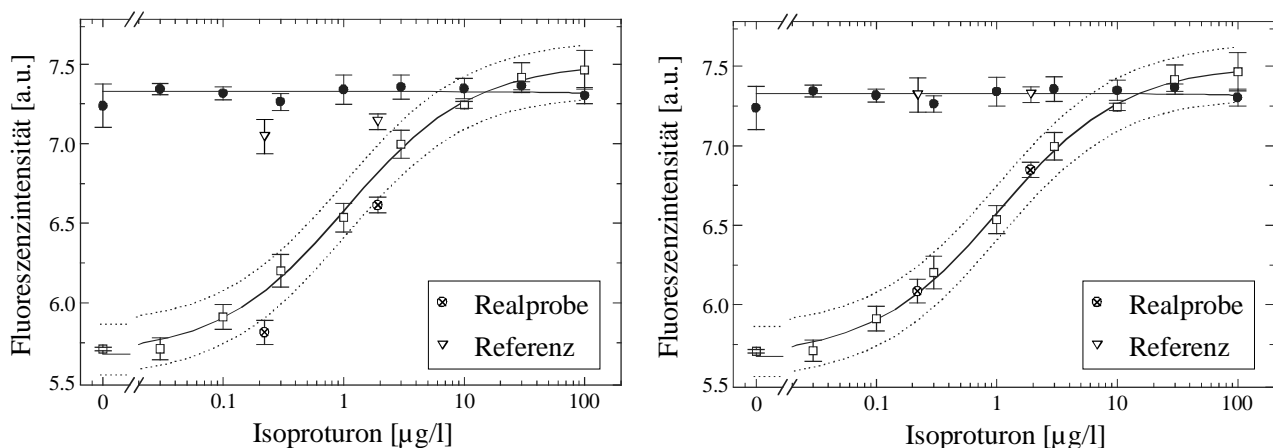 Fluoreszenzintensität [a.u.]
7.5
7.0
6.5
6.0
5.5
0
0.1
1
10
100
Isoproturon [µg/l]
Realprobe
Referenz
Fluoreszenzintensität [a.u.]
7.5
7.0
6.5
6.0
5.5
0
0.1
1
10
100
Isoproturon [µg/l]
Realprobe
Referenz